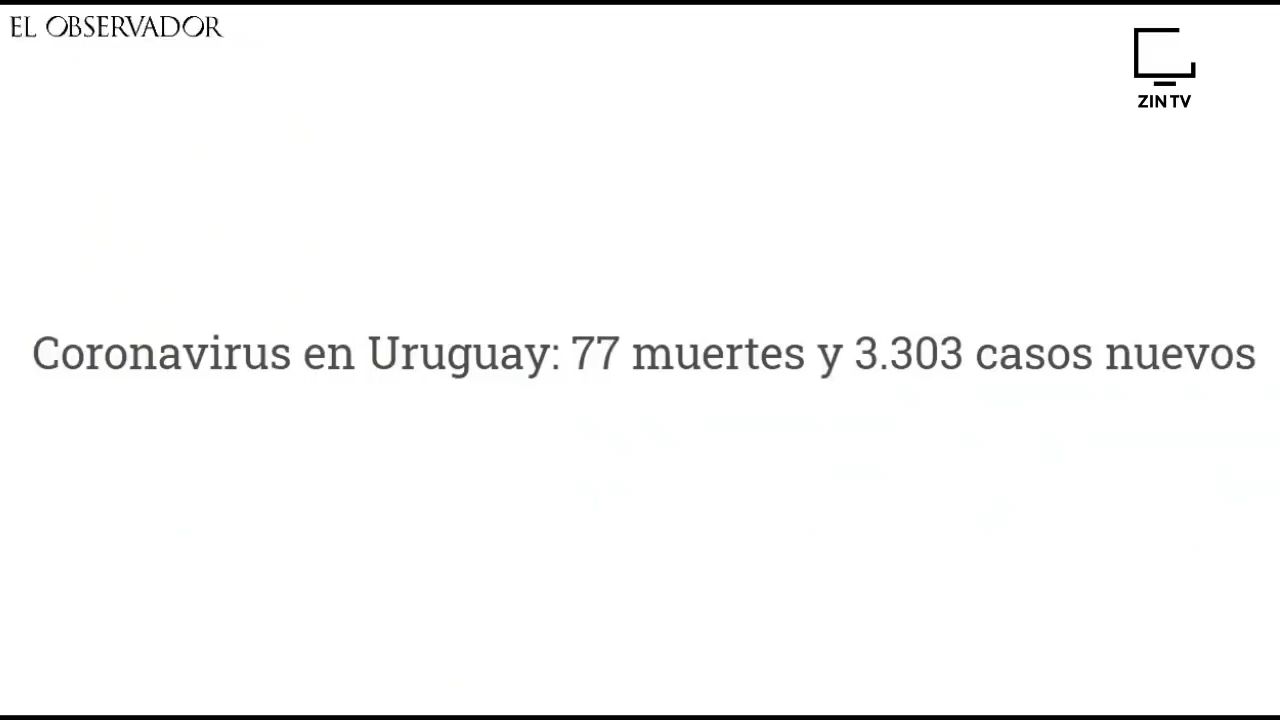 EL OBSERVADOR
ZIN TV
Coronavirus en Uruguay: 77 muertes y 3.303 casos nuevos